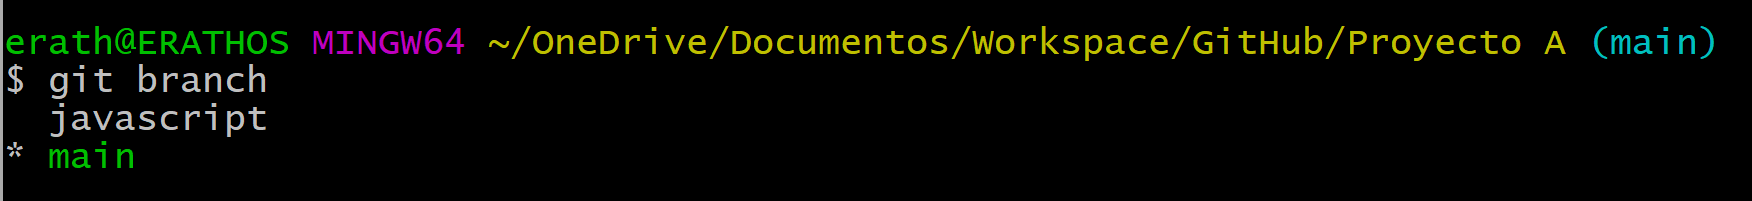 erath@ERATHOS MINGW64 ~/OneDrive/Documentos/Workspace/GitHub/Proyecto A (main)
$ git branch
  javascript
* main